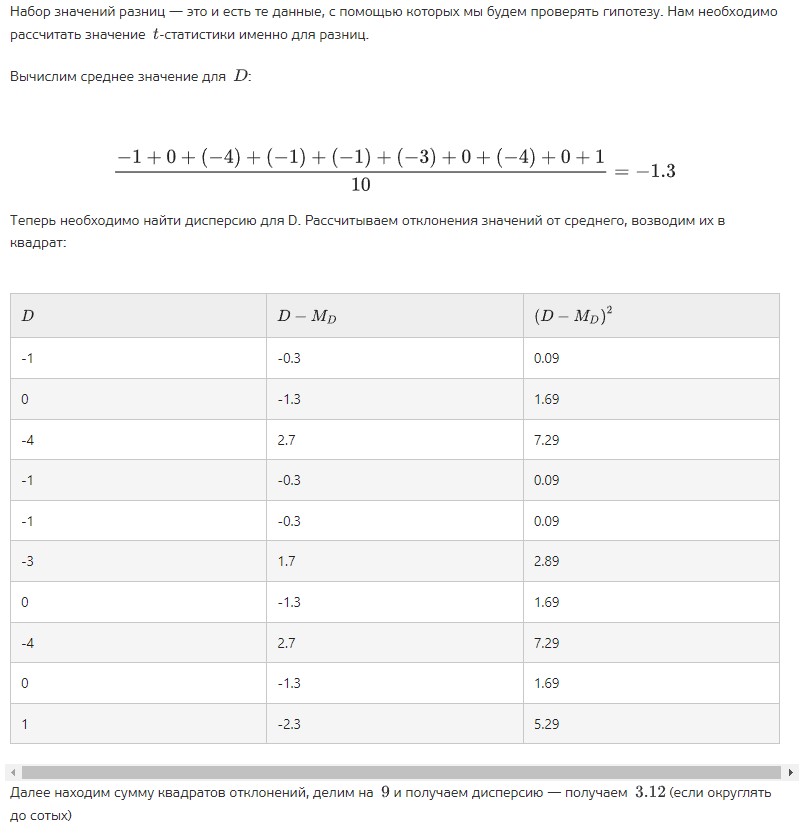 Набор значений разниц — это и есть те данные, с помощью которых мы будем проверять гипотезу. Нам необходимо
рассчитать значение t-статистики именно для разниц.
Вычислим среднее значение для D:
−1 + 0 + (−4) + (−1) + (−1) + (−3) + 0 + (−4) + 0 + 1
10
= −1.3
Теперь необходимо найти дисперсию для D. Рассчитываем отклонения значений от среднего, возводим их в
квадрат:
D D − M_D (D − M_D)²
-1 -0.3 0.09
0 -1.3 1.69
-4 2.7 7.29
-1 -0.3 0.09
-1 -0.3 0.09
-3 1.7 2.89
0 -1.3 1.69
-4 2.7 7.29
0 -1.3 1.69
1 -2.3 5.29
Далее находим сумму квадратов отклонений, делим на 9 и получаем дисперсию — получаем 3.12 (если округлять
до сотых)